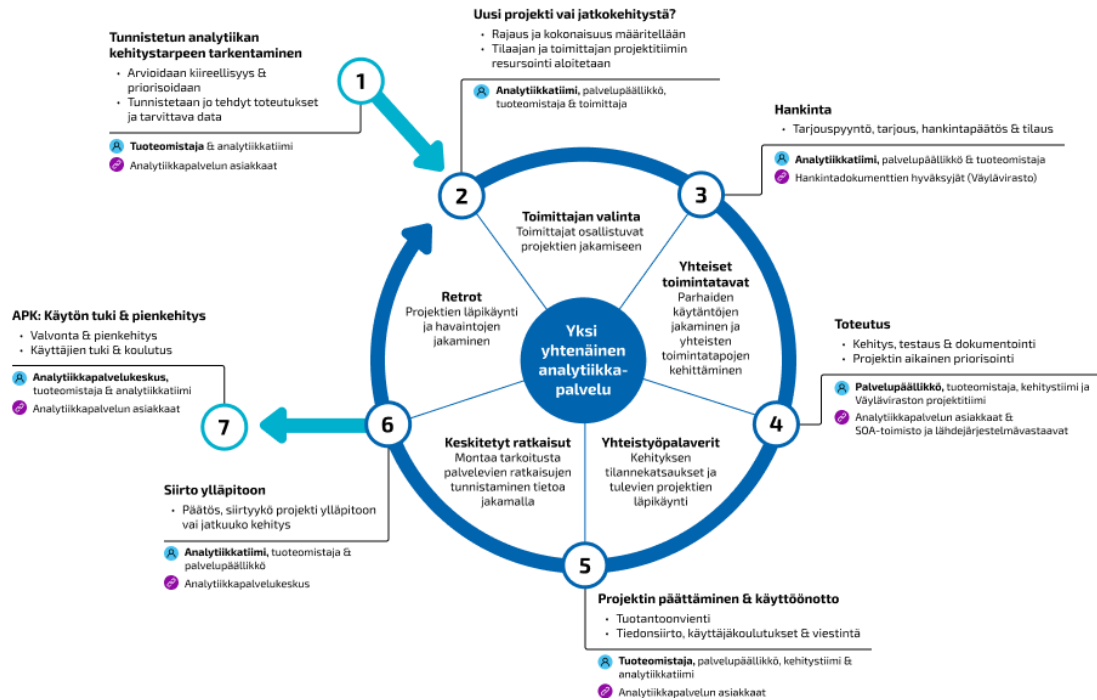 Tunnistetun analytiikan
kehitystarpeen tarkentaminen
• Arvioidaan kiireellisyys &
priorisoidaan
• Tunnistetaan jo tehdyt toteutukset
ja tarvittava data
Tuoteomistaja & analytiikkatiimi
Analytiikkapalvelun asiakkaat
1
Uusi projekti vai jatkokehitystä?
• Rajaus ja kokonaisuus määritellään
• Tilaajan ja toimittajan projektitiimin
resursointi aloitetaan
Analytiikkatiimi, palvelupäällikkö,
tuoteomistaja & toimittaja
2
Hankinta
• Tarjouspyyntö, tarjous, hankintapäätös & tilaus
Analytiikkatiimi, palvelupäällikkö & tuoteomistaja
Hankintadokumenttien hyväksyjät (Väylävirasto)
3
Toimittajan valinta
Toimittajat osallistuvat
projektien jakamiseen
Yhteiset
toimintatavat
Parhaiden
käytäntöjen
jakaminen ja
yhteisten
toimintatapojen
kehittäminen
Retrot
Projektien läpikäynti
ja havaintojen
jakaminen
Yksi
yhtenäinen
analytiikka-
palvelu
Toteutus
• Kehitys, testaus & dokumentointi
• Projektin aikainen priorisointi
Palvelupäällikkö, tuoteomistaja, kehitystiimi ja
Väyläviraston projektitiimi
Analytiikkapalvelun asiakkaat &
SOA-toimisto ja lähdejärjestelmävastaavat
4
APK: Käytön tuki & pienkehitys
• Valvonta & pienkehitys
• Käyttäjien tuki & koulutus
Analytiikkapalvelukeskus,
tuoteomistaja & analytiikkatiimi
Analytiikkapalvelun asiakkaat
7
6
Keskitetyt ratkaisut
Montaa tarkoitusta
palvelevien ratkaisujen
tunnistaminen tietoa
jakamalla
Yhteistyöpalaverit
Kehityksen
tilannekatsaukset ja
tulevien projektien
läpikäynti
Siirto ylläpitoon
• Päätös, siirtyykö projekti ylläpitoon
vai jatkuuko kehitys
Analytiikkatiimi, tuoteomistaja &
palvelupäällikkö
Analytiikkapalvelukeskus
5
Projektin päättäminen & käyttöönotto
• Tuotantoonvienti
• Tiedonsiirto, käyttäjäkoulutukset & viestintä
Tuoteomistaja, palvelupäällikkö, kehitystiimi &
analytiikkatiimi
Analytiikkapalvelun asiakkaat